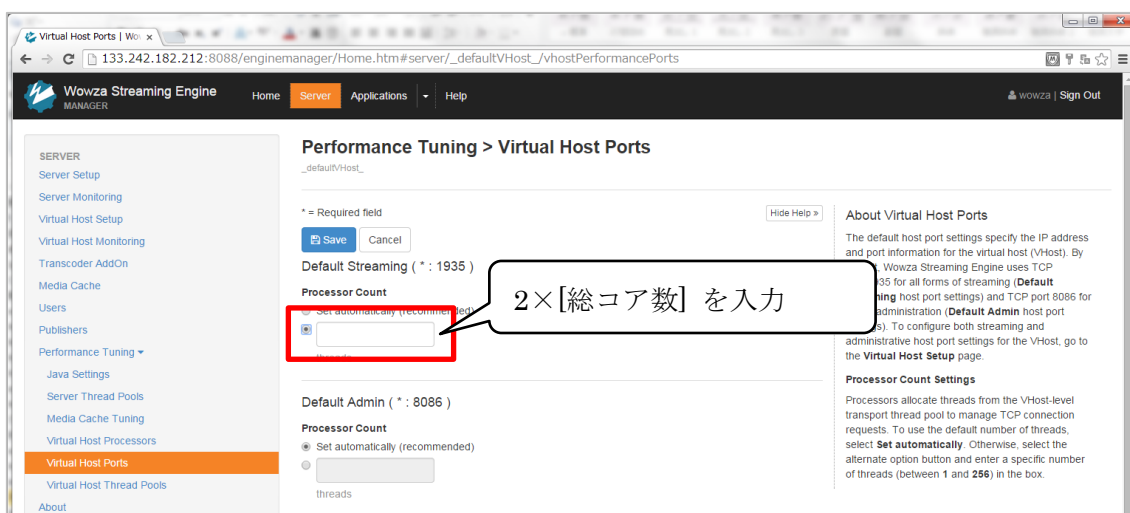 Virtual Host Ports | Wo
133.242.182.212:8088/enginemanager/Home.htm#server/_defaultVHost_/vhostPerformancePorts
Wowza Streaming Engine
MANAGER
Home
Server
Applications
Help
wowza | Sign Out
SERVER
Server Setup
Server Monitoring
Virtual Host Setup
Virtual Host Monitoring
Transcoder AddOn
Media Cache
Users
Publishers
Performance Tuning
Java Settings
Server Thread Pools
Media Cache Tuning
Virtual Host Processors
Virtual Host Ports
Virtual Host Thread Pools
About
Performance Tuning > Virtual Host Ports
_defaultVHost_
* = Required field
Hide Help »
Save
Cancel
Default Streaming ( * : 1935 )
Processor Count
Set automatically (recommended)
threads
2×[総コア数] を入力
Default Admin ( * : 8086 )
Processor Count
Set automatically (recommended)
threads
About Virtual Host Ports
The default host port settings specify the IP address
and port information for the virtual host (VHost). By
Wowza Streaming Engine uses TCP
35 for all forms of streaming (Default
ing host port settings) and TCP port 8086 for
administration (Default Admin host port
s). To configure both streaming and
administrative host port settings for the VHost, go to
the Virtual Host Setup page.
Processor Count Settings
Processors allocate threads from the VHost-level
transport thread pool to manage TCP connection
requests. To use the default number of threads,
select Set automatically. Otherwise, select the
alternate option button and enter a specific number
of threads (between 1 and 256) in the box.